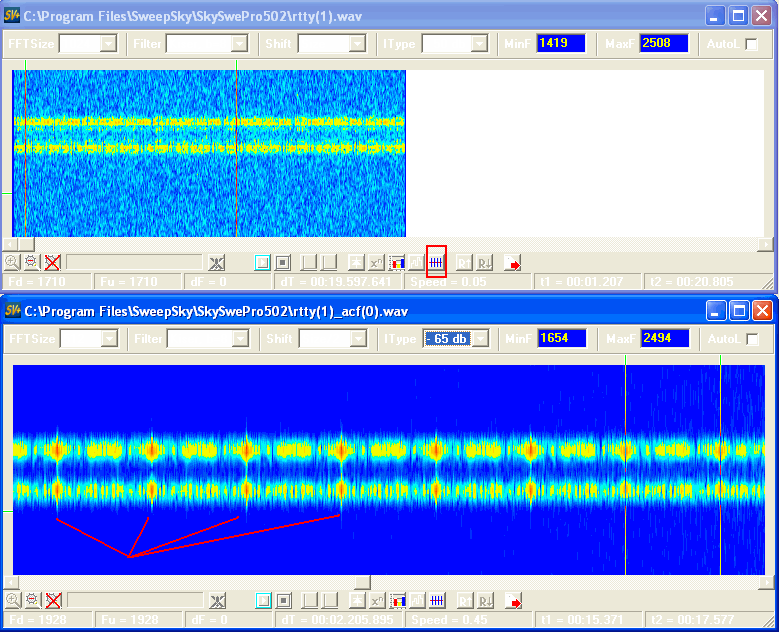 SV+ C:\Program Files\SweepSky\SkySwePro502\rtty(1).wav
FFTSize Filter Shift IType MinF 1419 MaxF 2508 AutoL
Fd = 1710 Fu = 1710 dF = 0 dT = 00:19.597.641 Speed = 0.05 t1 = 00:01.207 t2 = 00:20.805
SV+ C:\Program Files\SweepSky\SkySwePro502\rtty(1)_acf(0).wav
FFTSize Filter Shift IType - 65 db MinF 1654 MaxF 2494 AutoL
Fd = 1928 Fu = 1928 dF = 0 dT = 00:02.205.895 Speed = 0.45 t1 = 00:15.371 t2 = 00:17.577